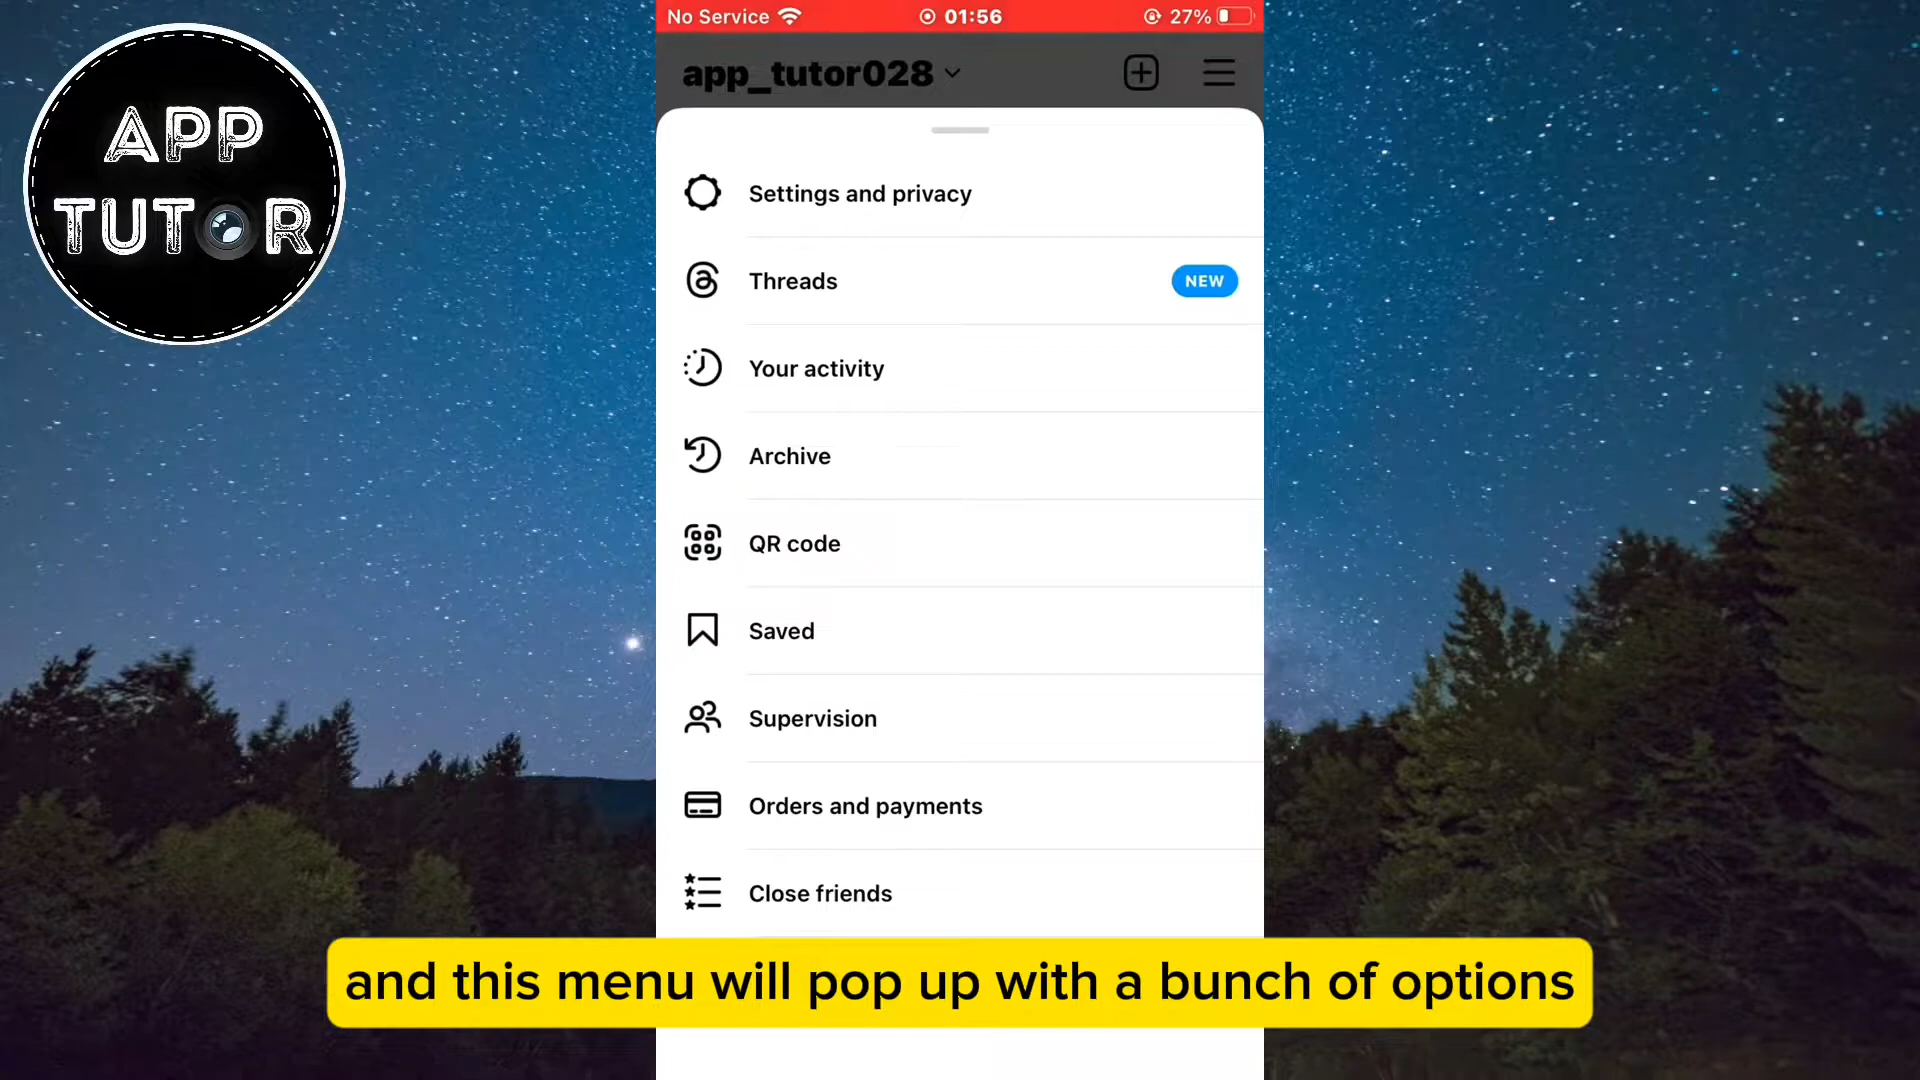 No Service 01:56 27%
APP
TUTOR
app_tutor028
Settings and privacy
Threads NEW
Your activity
Archive
QR code
Saved
Supervision
Orders and payments
Close friends
and this menu will pop up with a bunch of options